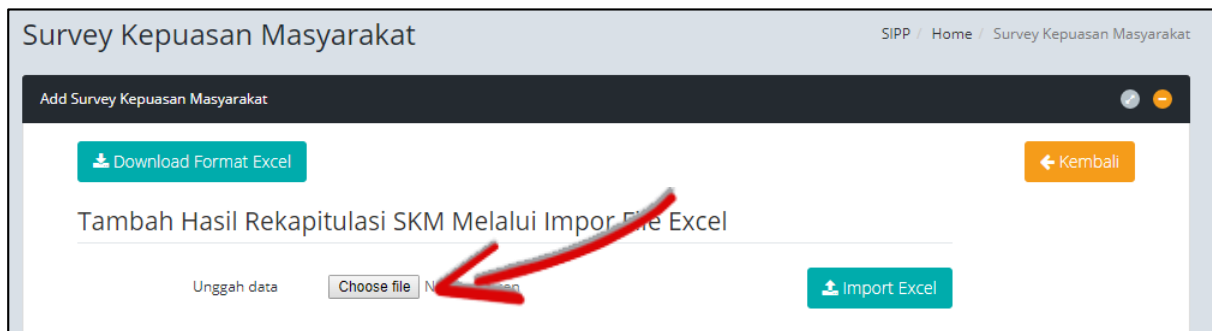 Survey Kepuasan Masyarakat
SIPP / Home / Survey Kepuasan Masyarakat
Add Survey Kepuasan Masyarakat
Download Format Excel
Kembali
Tambah Hasil Rekapitulasi SKM Melalui Impor File Excel
Unggah data
Choose file
Import Excel